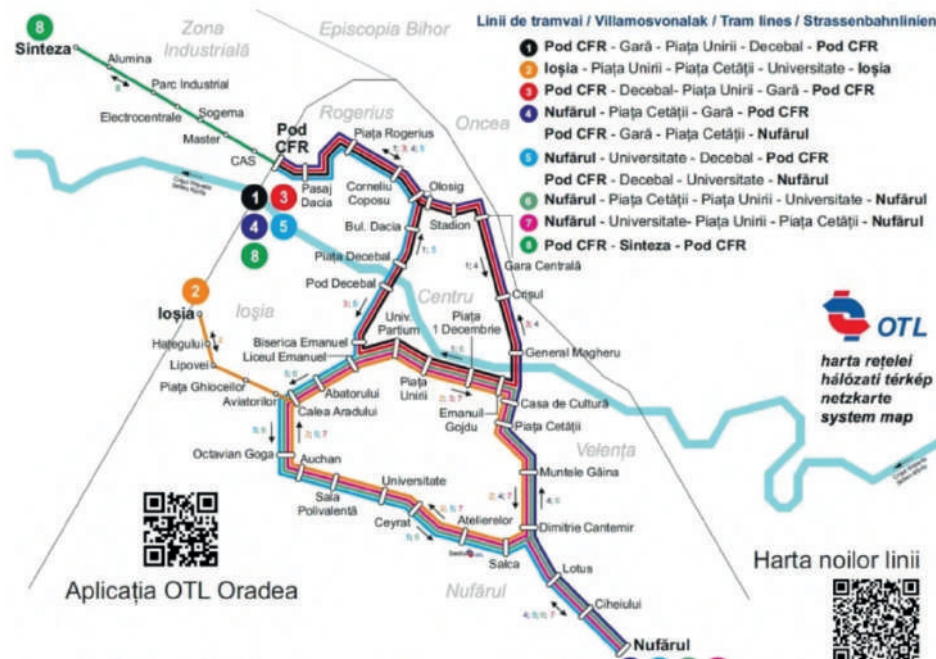 Linii de tramvai / Villamosvonalak / Tram lines / Strassenbahnlinien
1 Pod CFR - Gară - Piața Unirii - Decebal - Pod CFR
2 Ioșia - Piața Unirii - Piața Cetății - Universitate - Ioșia
3 Pod CFR - Decebal- Piața Unirii - Gară - Pod CFR
4 Nufărul - Piața Cetății - Gară - Pod CFR
Pod CFR - Gară - Piața Cetății - Nufărul
5 Nufărul - Universitate - Decebal - Pod CFR
Pod CFR - Decebal - Universitate - Nufărul
6 Nufărul - Piața Cetății - Piața Unirii - Universitate - Nufărul
7 Nufărul - Universitate- Piața Unirii - Piața Cetății - Nufărul
8 Pod CFR - Sinteza - Pod CFR
OTL
harta rețelei
hálózati térkép
netzkarte
system map
8
Sinteza
Zona
Industrială
Episcopia Bihor
Alumina
Parc Industrial
Electrocentrale
Sogema
Master
CAS
Rogerius
Oncea
Pod
CFR
Piața Rogerius
Pasaj
Dacia
Corneliu
Coposu
Olosig
Stadion
1
3
4
5
8
Bul. Dacia
Gara Centrală
Piața Decebal
Pod Decebal
Centru
Crișul
2
Ioșia
Ioșia
Univ.
Partium
Piața
1 Decembrie
Hațegului
Biserica Emanuel
Liceul Emanuel
General Magheru
Lipovei
Piața Ghioceilor
Abatorului
Piața
Unirii
Aviatorilor
Calea Aradului
Emanuil
Gojdu
Casa de Cultură
Piața Cetății
Velența
Octavian Goga
Auchan
Muntele Găina
Sala
Polivalentă
Universitate
Ceyrat
Atelierelor
Dimitrie Cantemir
Salca
Lotus
Nufărul
Ciheiului
Nufărul
Aplicația OTL Oradea
Harta noilor linii